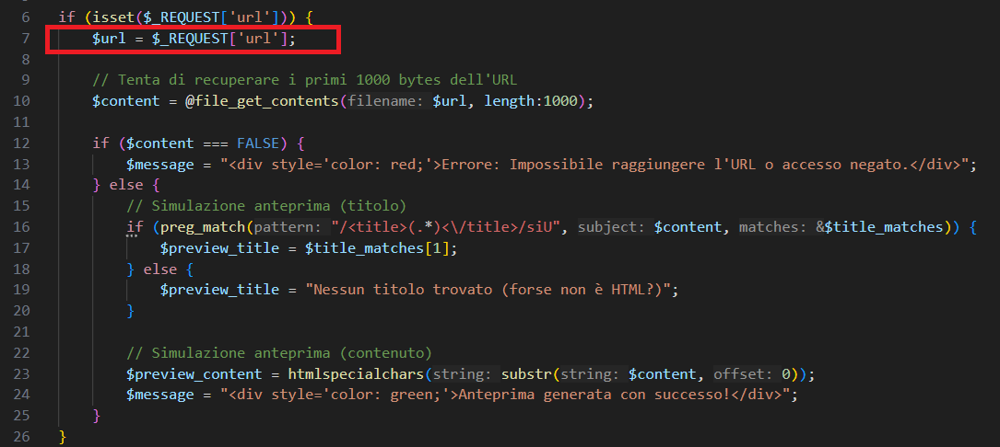 6 if (isset($_REQUEST['url'])) {
7 $url = $_REQUEST['url'];
8
9 // Tenta di recuperare i primi 1000 bytes dell'URL
10 $content = @file_get_contents(filename: $url, length:1000);
11
12 if ($content === FALSE) {
13 $message = "<div style='color: red;'>Errore: Impossibile raggiungere l'URL o accesso negato.</div>";
14 } else {
15 // Simulazione anteprima (titolo)
16 if (preg_match(pattern: "/<title>(.*)<\/title>/siU", subject: $content, matches: &$title_matches)) {
17 $preview_title = $title_matches[1];
18 } else {
19 $preview_title = "Nessun titolo trovato (forse non è HTML?)";
20 }
21
22 // Simulazione anteprima (contenuto)
23 $preview_content = htmlspecialchars(string: substr(string: $content, offset: 0));
24 $message = "<div style='color: green;'>Anteprima generata con successo!</div>";
25 }
26 }